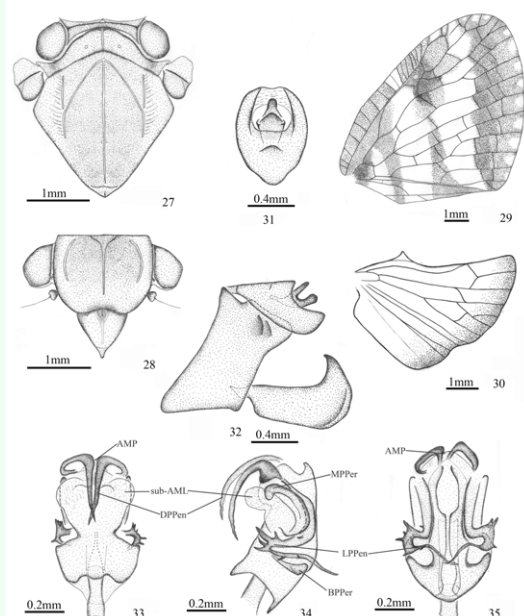 1mm
27
0.4mm
31
1mm
29
1mm
28
32
0.4mm
1mm
30
AMP
sub-AML
DPPen
0.2mm
33
MPPer
LPPen
BPPer
0.2mm
34
AMP
0.2mm
35